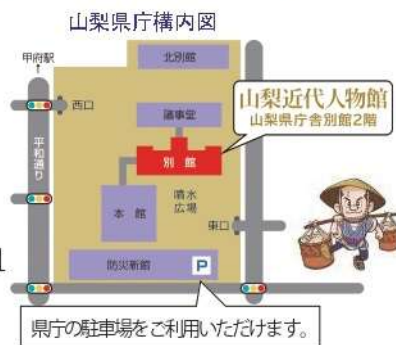 山梨県庁構内図
甲府駅
北別館
西口
議事堂
山梨近代人物館
山梨県庁舎別館2階
平和通り
別館
噴水
広場
本館
東口
防災新館
P
1
県庁の駐車場をご利用いただけます。